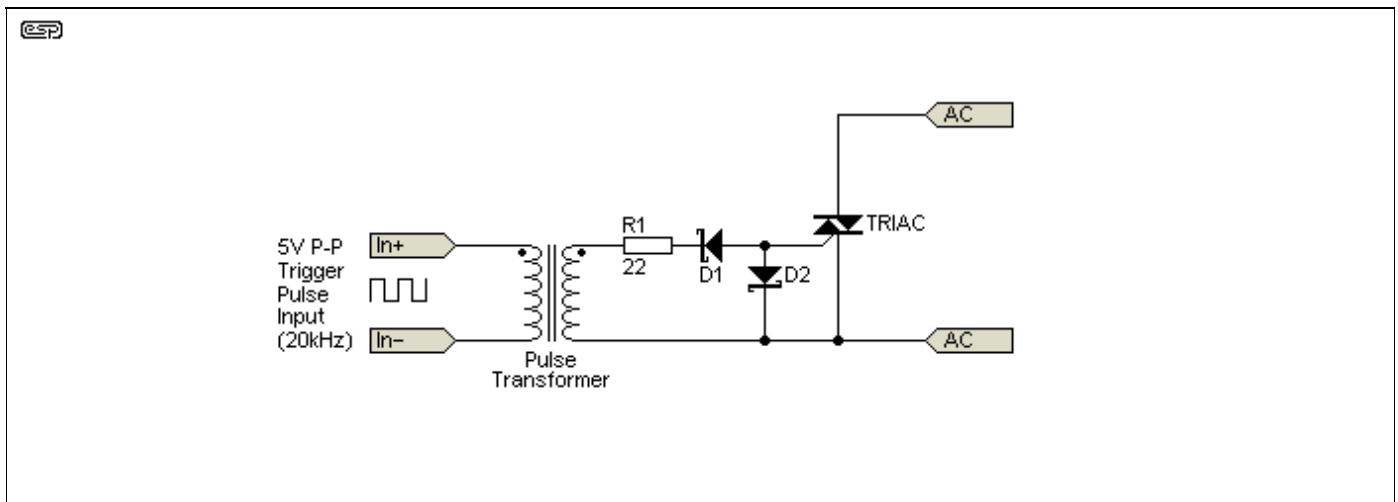 esp
AC
R1
22
D1
D2
TRIAC
5V P-P
Trigger
Pulse
Input
(20kHz)
In+
In–
Pulse
Transformer
AC